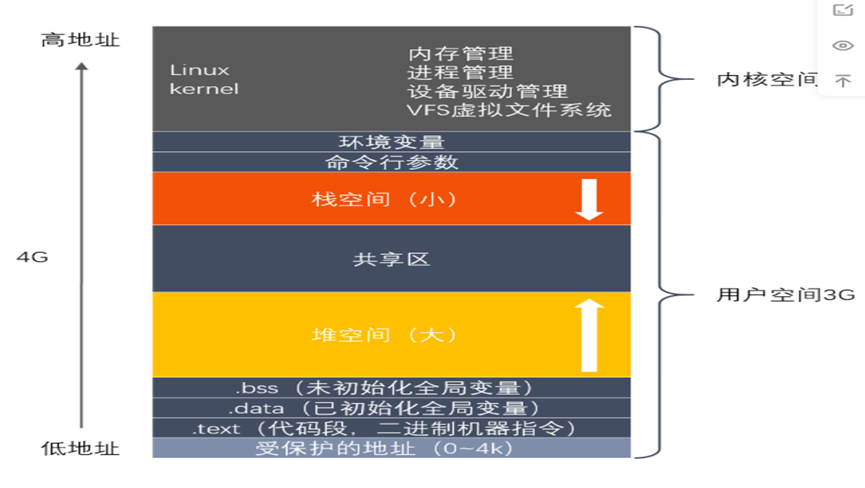 高地址
Linux
kernel
内存管理
进程管理
设备驱动管理
VFS虚拟文件系统
内核空间
环境变量
命令行参数
栈空间（小）
4G
共享区
用户空间3G
堆空间（大）
.bss（未初始化全局变量）
.data（已初始化全局变量）
.text（代码段，二进制机器指令）
低地址
受保护的地址（0~4k）